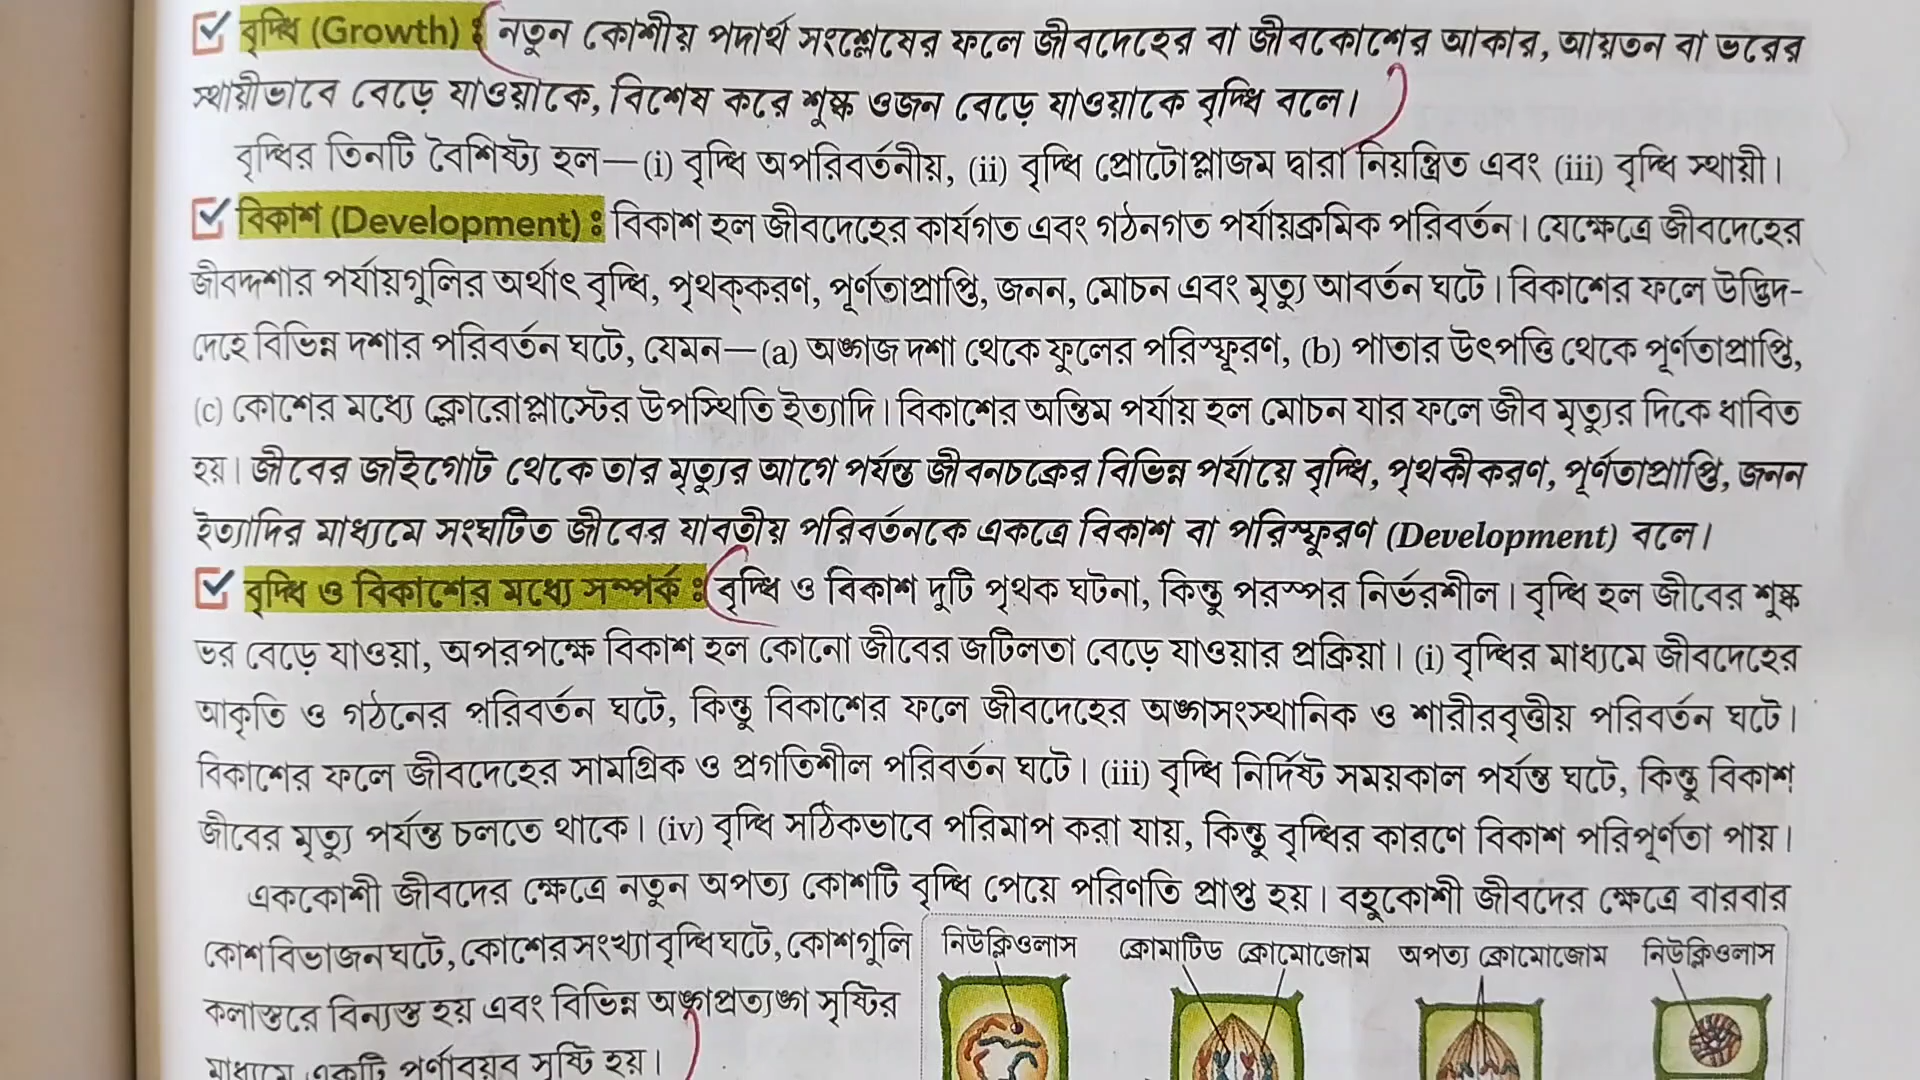 বৃদ্ধি (Growth) : নতুন কোশীয় পদার্থ সংশ্লেষের ফলে জীবদেহের বা জীবকোশের আকার, আয়তন বা ভরের
স্থায়ীভাবে বেড়ে যাওয়াকে, বিশেষ করে শুষ্ক ওজন বেড়ে যাওয়াকে বৃদ্ধি বলে।
বৃদ্ধির তিনটি বৈশিষ্ট্য হল—(i) বৃদ্ধি অপরিবর্তনীয়, (ii) বৃদ্ধি প্রোটোপ্লাজম দ্বারা নিয়ন্ত্রিত এবং (iii) বৃদ্ধি স্থায়ী।
বিকাশ (Development) : বিকাশ হল জীবদেহের কার্যগত এবং গঠনগত পর্যায়ক্রমিক পরিবর্তন। যেক্ষেত্রে জীবদেহের
জীবদ্দশার পর্যায়গুলির অর্থাৎ বৃদ্ধি, পৃথক্‌করণ, পূর্ণতাপ্রাপ্তি, জনন, মোচন এবং মৃত্যু আবর্তন ঘটে। বিকাশের ফলে উদ্ভিদ-
দেহে বিভিন্ন দশার পরিবর্তন ঘটে, যেমন—(a) অঙ্গজ দশা থেকে ফুলের পরিস্ফূরণ, (b) পাতার উৎপত্তি থেকে পূর্ণতাপ্রাপ্তি,
(c) কোশের মধ্যে ক্লোরোপ্লাস্টের উপস্থিতি ইত্যাদি। বিকাশের অন্তিম পর্যায় হল মোচন যার ফলে জীব মৃত্যুর দিকে ধাবিত
হয়। জীবের জাইগোট থেকে তার মৃত্যুর আগে পর্যন্ত জীবনচক্রের বিভিন্ন পর্যায়ে বৃদ্ধি, পৃথকীকরণ, পূর্ণতাপ্রাপ্তি, জনন
ইত্যাদির মাধ্যমে সংঘটিত জীবের যাবতীয় পরিবর্তনকে একত্রে বিকাশ বা পরিস্ফুরণ (Development) বলে।
বৃদ্ধি ও বিকাশের মধ্যে সম্পর্ক : বৃদ্ধি ও বিকাশ দুটি পৃথক ঘটনা, কিন্তু পরস্পর নির্ভরশীল। বৃদ্ধি হল জীবের শুষ্ক
ভর বেড়ে যাওয়া, অপরপক্ষে বিকাশ হল কোনো জীবের জটিলতা বেড়ে যাওয়ার প্রক্রিয়া। (i) বৃদ্ধির মাধ্যমে জীবদেহের
আকৃতি ও গঠনের পরিবর্তন ঘটে, কিন্তু বিকাশের ফলে জীবদেহের অঙ্গসংস্থানিক ও শারীরবৃত্তীয় পরিবর্তন ঘটে।
বিকাশের ফলে জীবদেহের সামগ্রিক ও প্রগতিশীল পরিবর্তন ঘটে। (iii) বৃদ্ধি নির্দিষ্ট সময়কাল পর্যন্ত ঘটে, কিন্তু বিকাশ
জীবের মৃত্যু পর্যন্ত চলতে থাকে। (iv) বৃদ্ধি সঠিকভাবে পরিমাপ করা যায়, কিন্তু বৃদ্ধির কারণে বিকাশ পরিপূর্ণতা পায়।
এককোশী জীবদের ক্ষেত্রে নতুন অপত্য কোশটি বৃদ্ধি পেয়ে পরিণতি প্রাপ্ত হয়। বহুকোশী জীবদের ক্ষেত্রে বারবার
কোশ বিভাজন ঘটে, কোশের সংখ্যা বৃদ্ধি ঘটে, কোশগুলি
কলাস্তরে বিন্যস্ত হয় এবং বিভিন্ন অঙ্গপ্রত্যঙ্গ সৃষ্টির
মাধ্যমে একটি পূর্ণাবয়ব সৃষ্টি হয়।
নিউক্লিওলাস ক্রোমাটিড ক্রোমোজোম অপত্য ক্রোমোজোম নিউক্লিওলাস